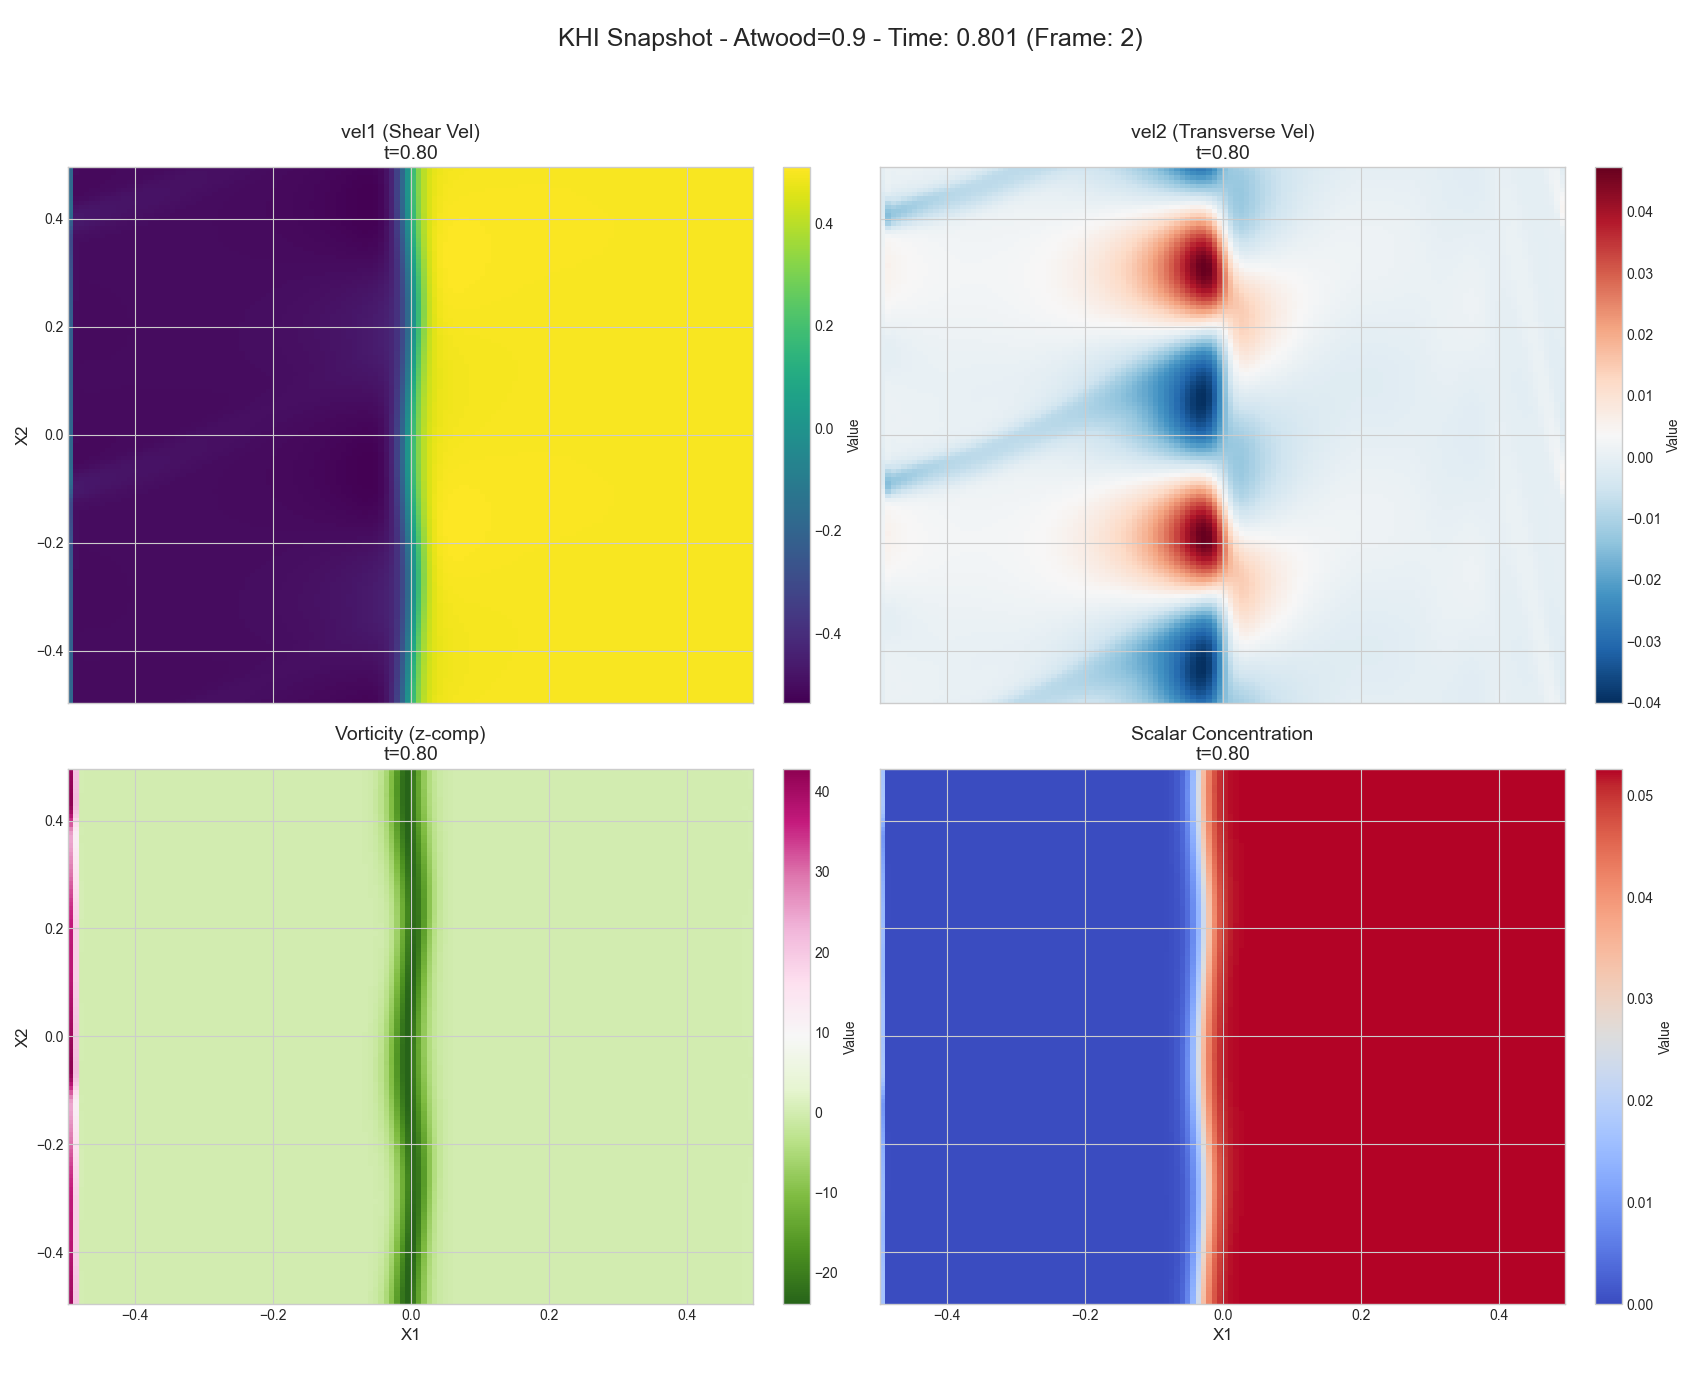 KHI Snapshot - Atwood=0.9 - Time: 0.801 (Frame: 2)
vel1 (Shear Vel)
t=0.80
X2
0.4
0.2
0.0
−0.2
−0.4
0.4
0.2
0.0
−0.2
−0.4
Value
vel2 (Transverse Vel)
t=0.80
0.04
0.03
0.02
0.01
0.00
−0.01
−0.02
−0.03
−0.04
Value
Vorticity (z-comp)
t=0.80
X2
0.4
0.2
0.0
−0.2
−0.4
−0.4
−0.2
0.0
0.2
0.4
X1
40
30
20
10
0
−10
−20
Value
Scalar Concentration
t=0.80
−0.4
−0.2
0.0
0.2
0.4
X1
0.05
0.04
0.03
0.02
0.01
0.00
Value